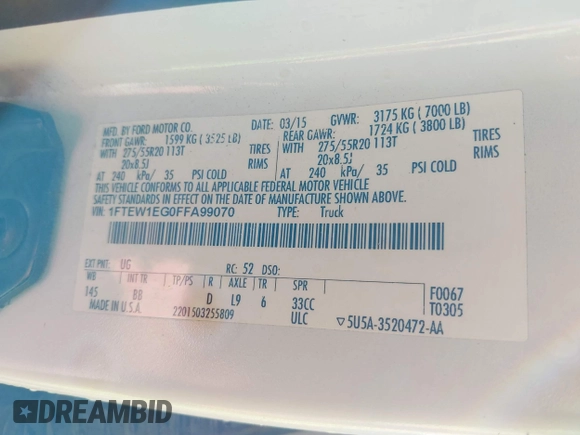 MFD. BY FORD MOTOR CO. DATE: 03/15 GVWR: 3175 KG ( 7000 LB)
FRONT GAWR: 1599 KG ( 3525 LB) REAR GAWR: 1724 KG ( 3800 LB)
WITH 275/55R20 113T TIRES WITH 275/55R20 113T TIRES
20x8.5J RIMS 20x8.5J RIMS
AT 240 kPa/ 35 PSI COLD AT 240 kPa/ 35 PSI COLD
THIS VEHICLE CONFORMS TO ALL APPLICABLE FEDERAL MOTOR VEHICLE
SAFETY STANDARDS IN EFFECT ON THE DATE OF MANUFACTURE SHOWN ABOVE.
VIN: 1FTEW1EG0FFA99070 TYPE: Truck
EXT PNT: UG RC: 52 DSO:
WB INT TR TP/PS R AXLE TR SPR
145 BB D L9 6 33CC F0067
MADE IN U.S.A. 2201503255809 ULC T0305
▽5U5A-3520472-AA
DREAMBID